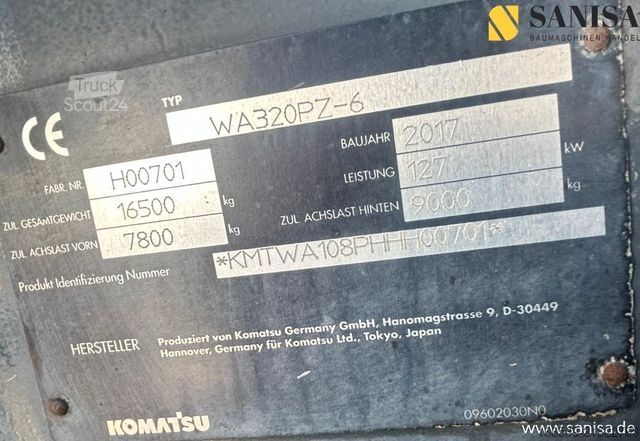 SANISA
BAUMASCHINEN HANDEL
Truck
Scout24
CE
TYP WA320PZ-6
FABR. NR. H00701 BAUJAHR 2017
ZUL. GESAMTGEWICHT 16500 kg LEISTUNG 127 kW
ZUL. ACHSLAST VORN 7800 kg ZUL. ACHSLAST HINTEN 9000 kg
Produkt Identifizierung Nummer *KMTWA108PHHH00701*
HERSTELLER Produziert von Komatsu Germany GmbH, Hanomagstrasse 9, D-30449
Hannover, Germany für Komatsu Ltd., Tokyo, Japan
KOMATSU
09602030N0
www.sanisa.de